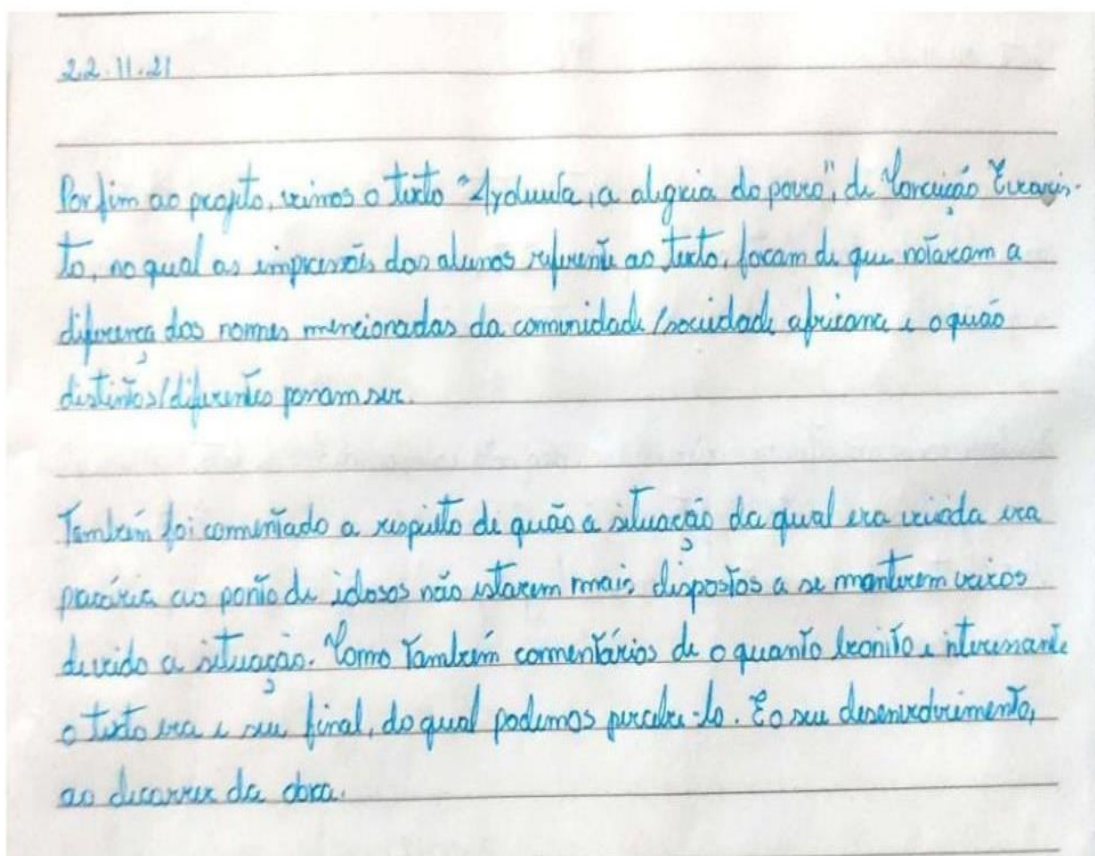 22.11.21
Por fim ao projeto, vimos o texto "Ayoluwa, a alegria do povo", de Conceição Evaris-
to, no qual as impressões dos alunos referente ao texto, foram de que notaram a
diferença dos nomes mencionadas da comunidade/sociedade africana e o quão
distintos/diferentes possam ser.
Também foi comentado a respeito de quão a situação da qual era vivida era
precária ao ponto de idosos não estarem mais dispostos a se manterem vivos
devido a situação. Como também comentários de o quanto bonito e interessante
o texto era e seu final, do qual podemos percebe-lo. E o seu desenvolvimento,
ao decorrer da obra.